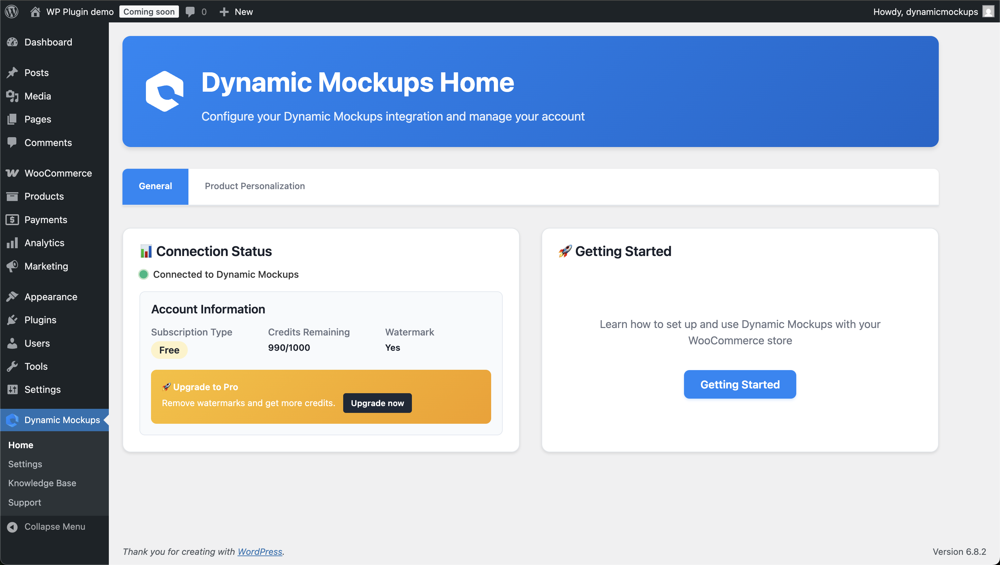 WP Plugin demo Coming soon 0 New Howdy, dynamicmockups
Dashboard
Posts
Media
Pages
Comments
WooCommerce
Products
Payments
Analytics
Marketing
Appearance
Plugins
Users
Tools
Settings
Dynamic Mockups
Home
Settings
Knowledge Base
Support
Collapse Menu
Dynamic Mockups Home
Configure your Dynamic Mockups integration and manage your account
General Product Personalization
Connection Status
Connected to Dynamic Mockups
Account Information
Subscription Type Credits Remaining Watermark
Free 990/1000 Yes
Upgrade to Pro
Remove watermarks and get more credits. Upgrade now
Getting Started
Learn how to set up and use Dynamic Mockups with your
WooCommerce store
Getting Started
Thank you for creating with WordPress. Version 6.8.2